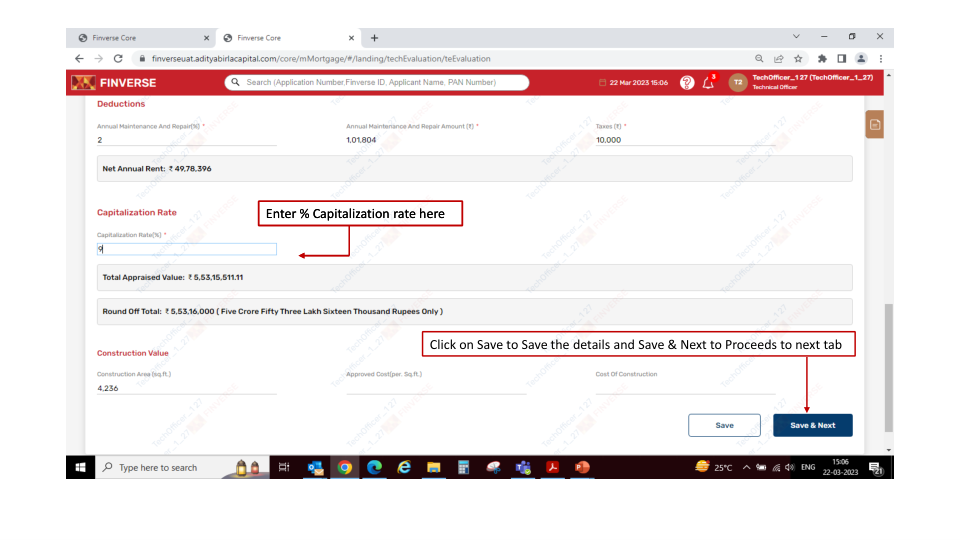 Finverse Core
Finverse Core
finverseuat.adityabirlacapital.com/core/mMortgage/#/landing/techEvaluation/teEvaluation
FINVERSE
Search (Application Number,Finverse ID, Applicant Name, PAN Number)
22 Mar 2023 15:06
3
T2
TechOfficer_127 (TechOfficer_1_27)
Technical Officer
Deductions
Annual Maintenance And Repair(%) *
Annual Maintenance And Repair Amount (₹) *
Taxes (₹) *
2
1,01,804
10,000
Net Annual Rent: ₹ 49,78,396
Capitalization Rate
Enter % Capitalization rate here
Capitalization Rate(%) *
9
Total Appraised Value: ₹ 5,53,15,511.11
Round Off Total: ₹ 5,53,16,000 ( Five Crore Fifty Three Lakh Sixteen Thousand Rupees Only )
Click on Save to Save the details and Save & Next to Proceeds to next tab
Construction Value
Construction Area (sq.ft.)
Approved Cost(per. Sq.ft.)
Cost Of Construction
4,236
Save
Save & Next
Type here to search
25°C
ENG
15:06
22-03-2023
21